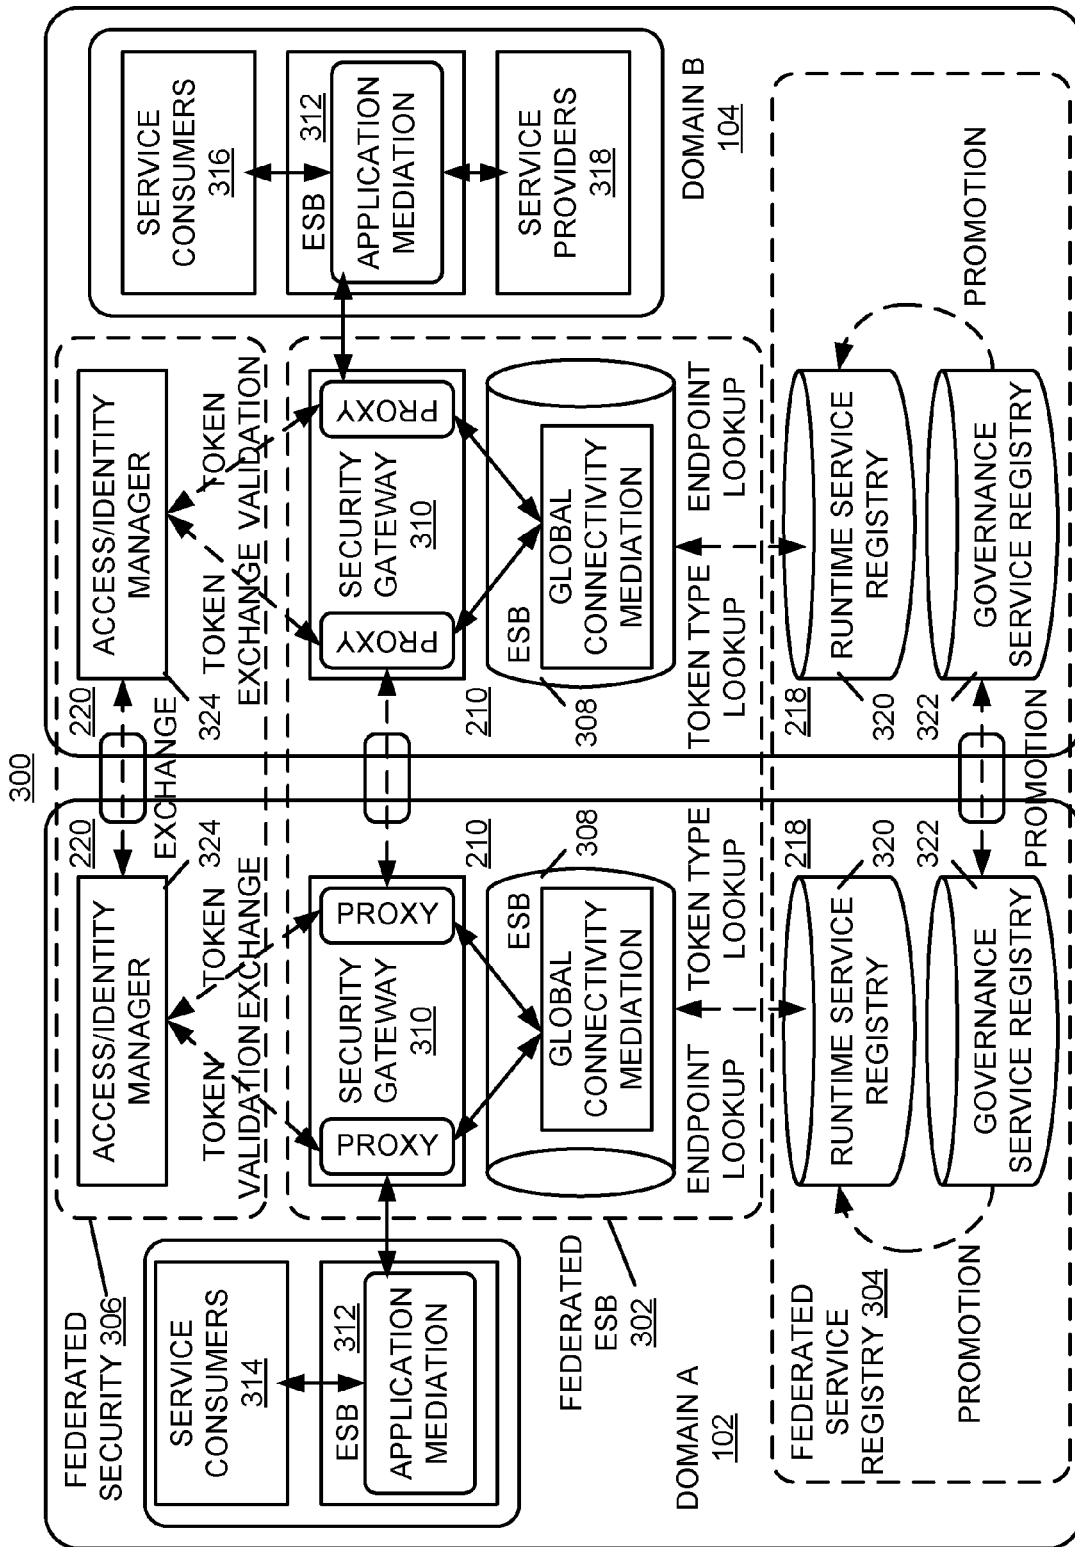 300
FEDERATED
SECURITY 306
SERVICE
CONSUMERS
314
ESB
312
APPLICATION
MEDIATION
FEDERATED
ESB
302
DOMAIN A
102
FEDERATED
SERVICE
REGISTRY 304
PROMOTION
ACCESS/IDENTITY
MANAGER
220
324
TOKEN
VALIDATION
TOKEN
EXCHANGE
PROXY
SECURITY
GATEWAY
310
PROXY
210
ESB
308
GLOBAL
CONNECTIVITY
MEDIATION
ENDPOINT
LOOKUP
TOKEN TYPE
LOOKUP
RUNTIME SERVICE
REGISTRY
218
320
GOVERNANCE
SERVICE REGISTRY
322
EXCHANGE
PROMOTION
220
324
ACCESS/IDENTITY
MANAGER
TOKEN
EXCHANGE
TOKEN
VALIDATION
PROXY
SECURITY
GATEWAY
310
PROXY
210
308
ESB
GLOBAL
CONNECTIVITY
MEDIATION
TOKEN TYPE
LOOKUP
ENDPOINT
LOOKUP
218
320
RUNTIME SERVICE
REGISTRY
322
GOVERNANCE
SERVICE REGISTRY
PROMOTION
SERVICE
CONSUMERS
316
ESB
312
APPLICATION
MEDIATION
SERVICE
PROVIDERS
318
DOMAIN B
104